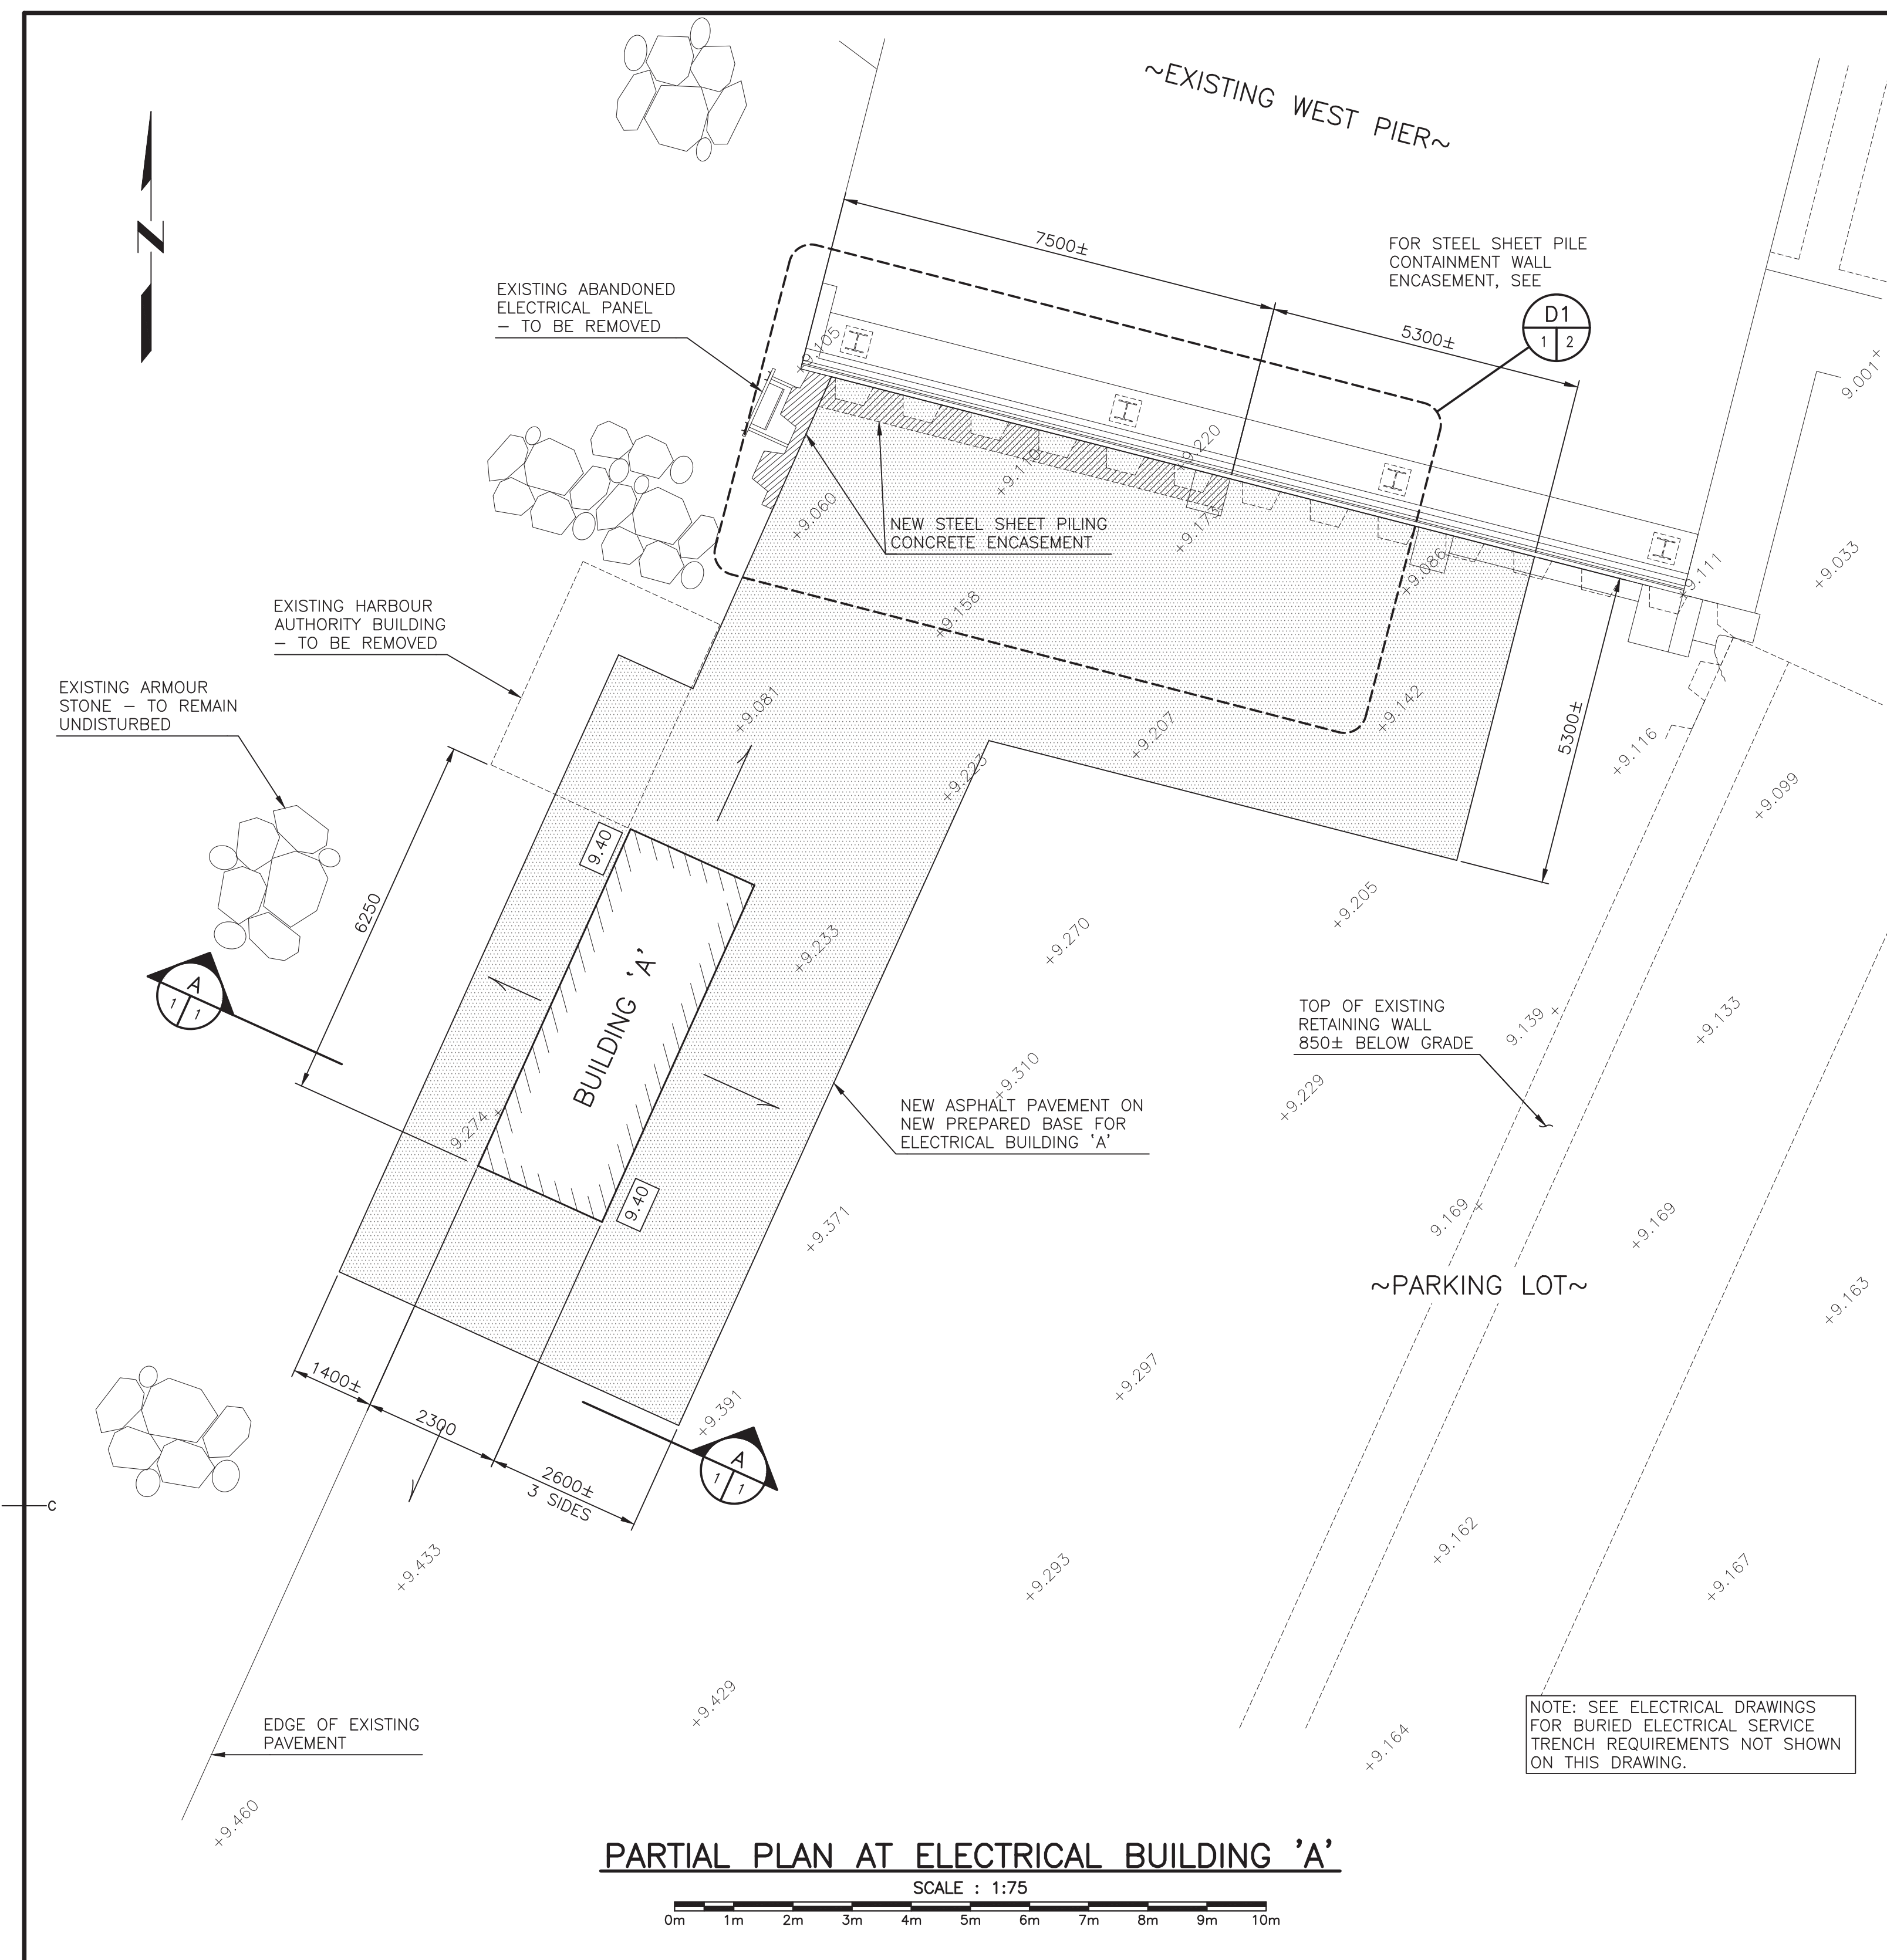 ~EXISTING WEST PIER~
N
7500±
FOR STEEL SHEET PILE
CONTAINMENT WALL
ENCASEMENT, SEE
D1
1 2
5300±
EXISTING ABANDONED
ELECTRICAL PANEL
– TO BE REMOVED
9.105
9.001
9.220
9.110
9.060
NEW STEEL SHEET PILING
CONCRETE ENCASEMENT
9.173
9.086
9.111
9.033
9.158
EXISTING HARBOUR
AUTHORITY BUILDING
– TO BE REMOVED
EXISTING ARMOUR
STONE – TO REMAIN
UNDISTURBED
9.081
9.207
9.142
5300±
9.116
9.223
9.099
9.40
6250
9.233
9.270
9.205
A
1 1
BUILDING 'A'
TOP OF EXISTING
RETAINING WALL
850± BELOW GRADE
9.139
9.133
9.310
9.229
9.274
NEW ASPHALT PAVEMENT ON
NEW PREPARED BASE FOR
ELECTRICAL BUILDING 'A'
9.40
9.371
9.169
9.169
~PARKING LOT~
9.163
1400±
2300
2600±
3 SIDES
9.391
A
1 1
9.297
C
9.433
9.293
9.162
9.167
9.429
9.164
EDGE OF EXISTING
PAVEMENT
9.460
NOTE: SEE ELECTRICAL DRAWINGS
FOR BURIED ELECTRICAL SERVICE
TRENCH REQUIREMENTS NOT SHOWN
ON THIS DRAWING.
PARTIAL PLAN AT ELECTRICAL BUILDING 'A'
SCALE : 1:75
0m 1m 2m 3m 4m 5m 6m 7m 8m 9m 10m